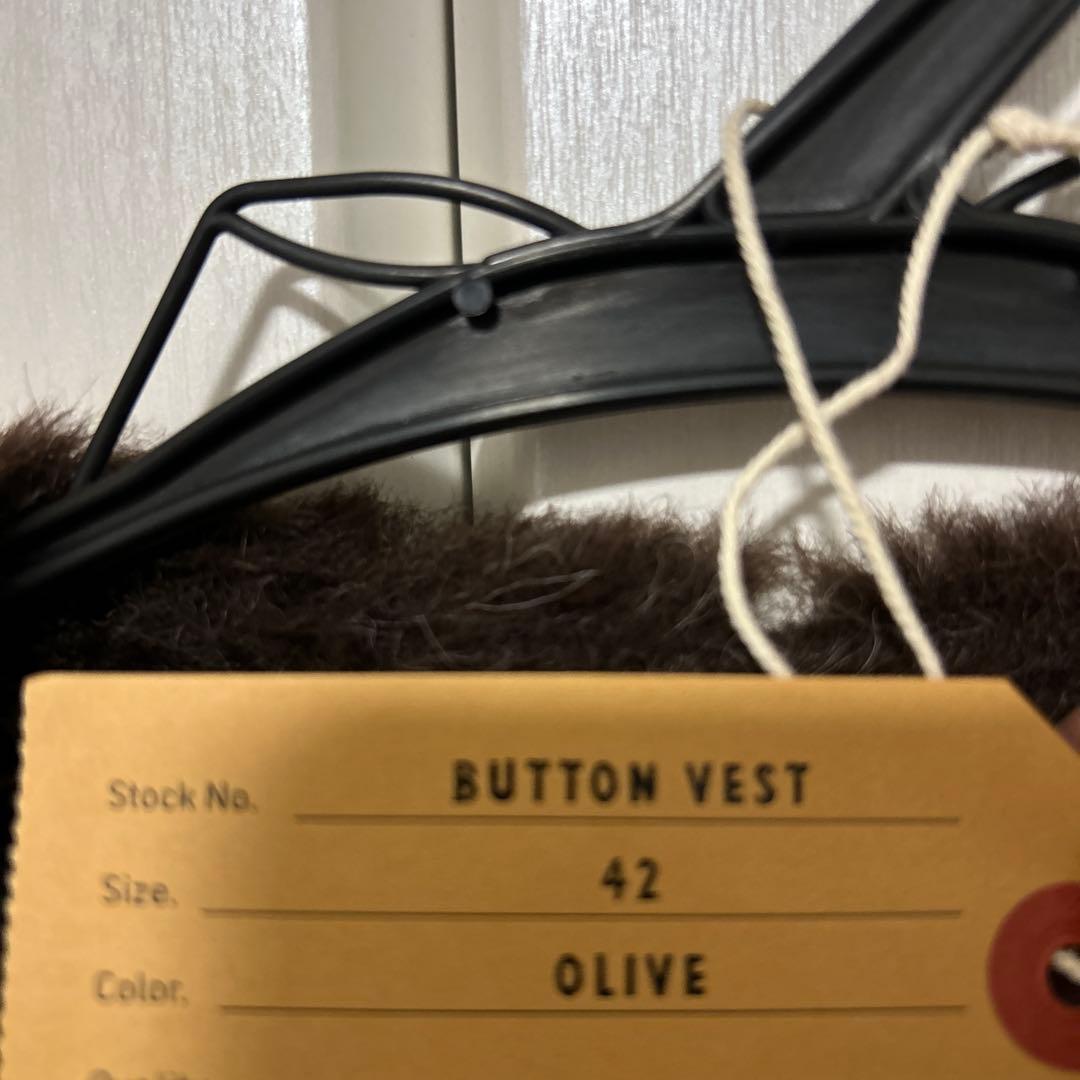 Stock No. BUTTON VEST
Size. 42
Color. OLIVE